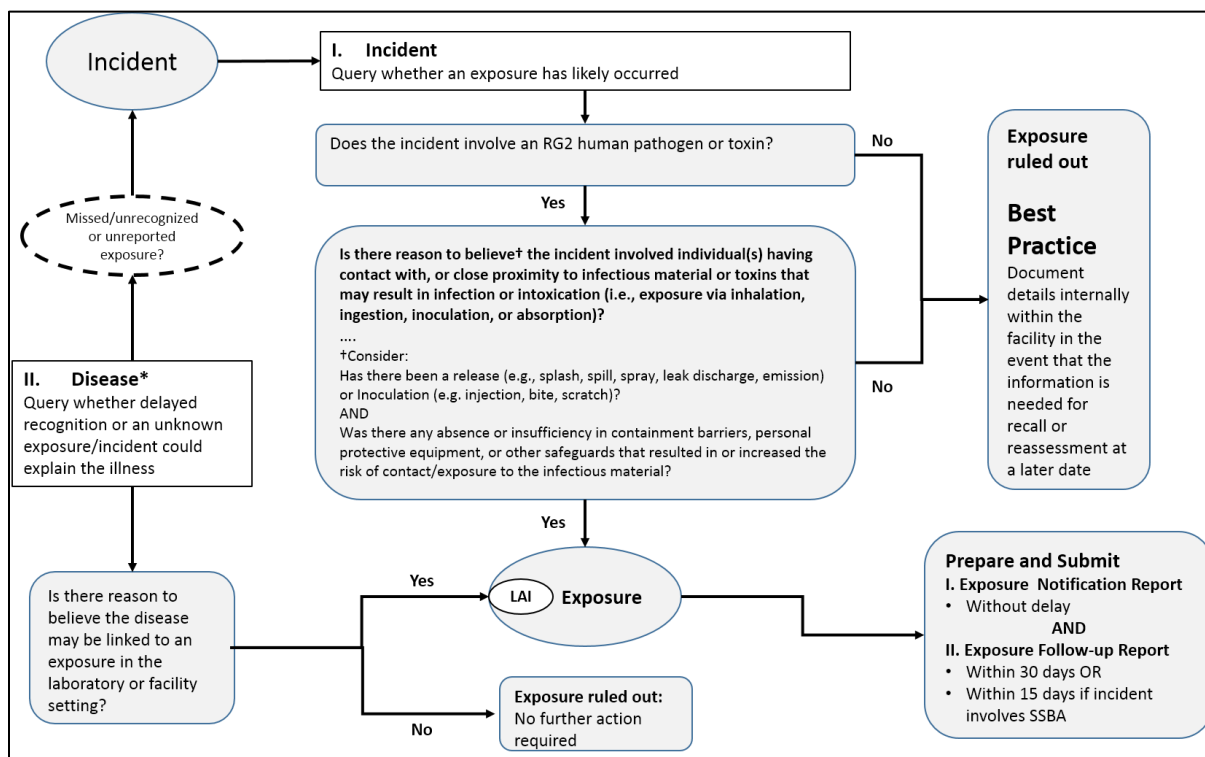 Incident
I. Incident
Query whether an exposure has likely occurred
Does the incident involve an RG2 human pathogen or toxin?
No
Yes
Exposure
ruled out
Best
Practice
Document
details internally
within the
facility in the
event that the
information is
needed for
recall or
reassessment at
a later date
Missed/unrecognized
or unreported
exposure?
Is there reason to believe† the incident involved individual(s) having
contact with, or close proximity to infectious material or toxins that
may result in infection or intoxication (i.e., exposure via inhalation,
ingestion, inoculation, or absorption)?
....
†Consider:
Has there been a release (e.g., splash, spill, spray, leak discharge, emission)
or Inoculation (e.g. injection, bite, scratch)?
AND
Was there any absence or insufficiency in containment barriers, personal
protective equipment, or other safeguards that resulted in or increased the
risk of contact/exposure to the infectious material?
No
Yes
II. Disease*
Query whether delayed
recognition or an unknown
exposure/incident could
explain the illness
Is there reason to
believe the disease
may be linked to an
exposure in the
laboratory or facility
setting?
Yes
No
LAI
Exposure
Exposure ruled out:
No further action
required
Prepare and Submit
I. Exposure Notification Report
• Without delay
AND
II. Exposure Follow-up Report
• Within 30 days OR
• Within 15 days if incident
involves SSBA